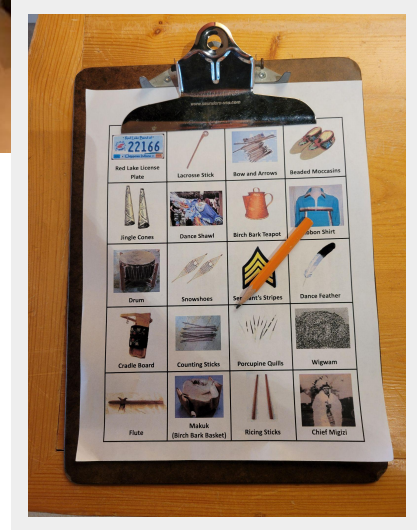 22166
Red Lake License
Plate
Lacrosse Stick
Bow and Arrows
Beaded Moccasins
Jingle Cones
Dance Shawl
Birch Bark Teapot
Shirt
Drum
Snowshoes
Stripes
Dance Feather
Cradle Board
Counting Sticks
Porcupine Quills
Wigwam
Flute
Makuk
(Birch Bark Basket)
Ricing Sticks
Chief Migizi